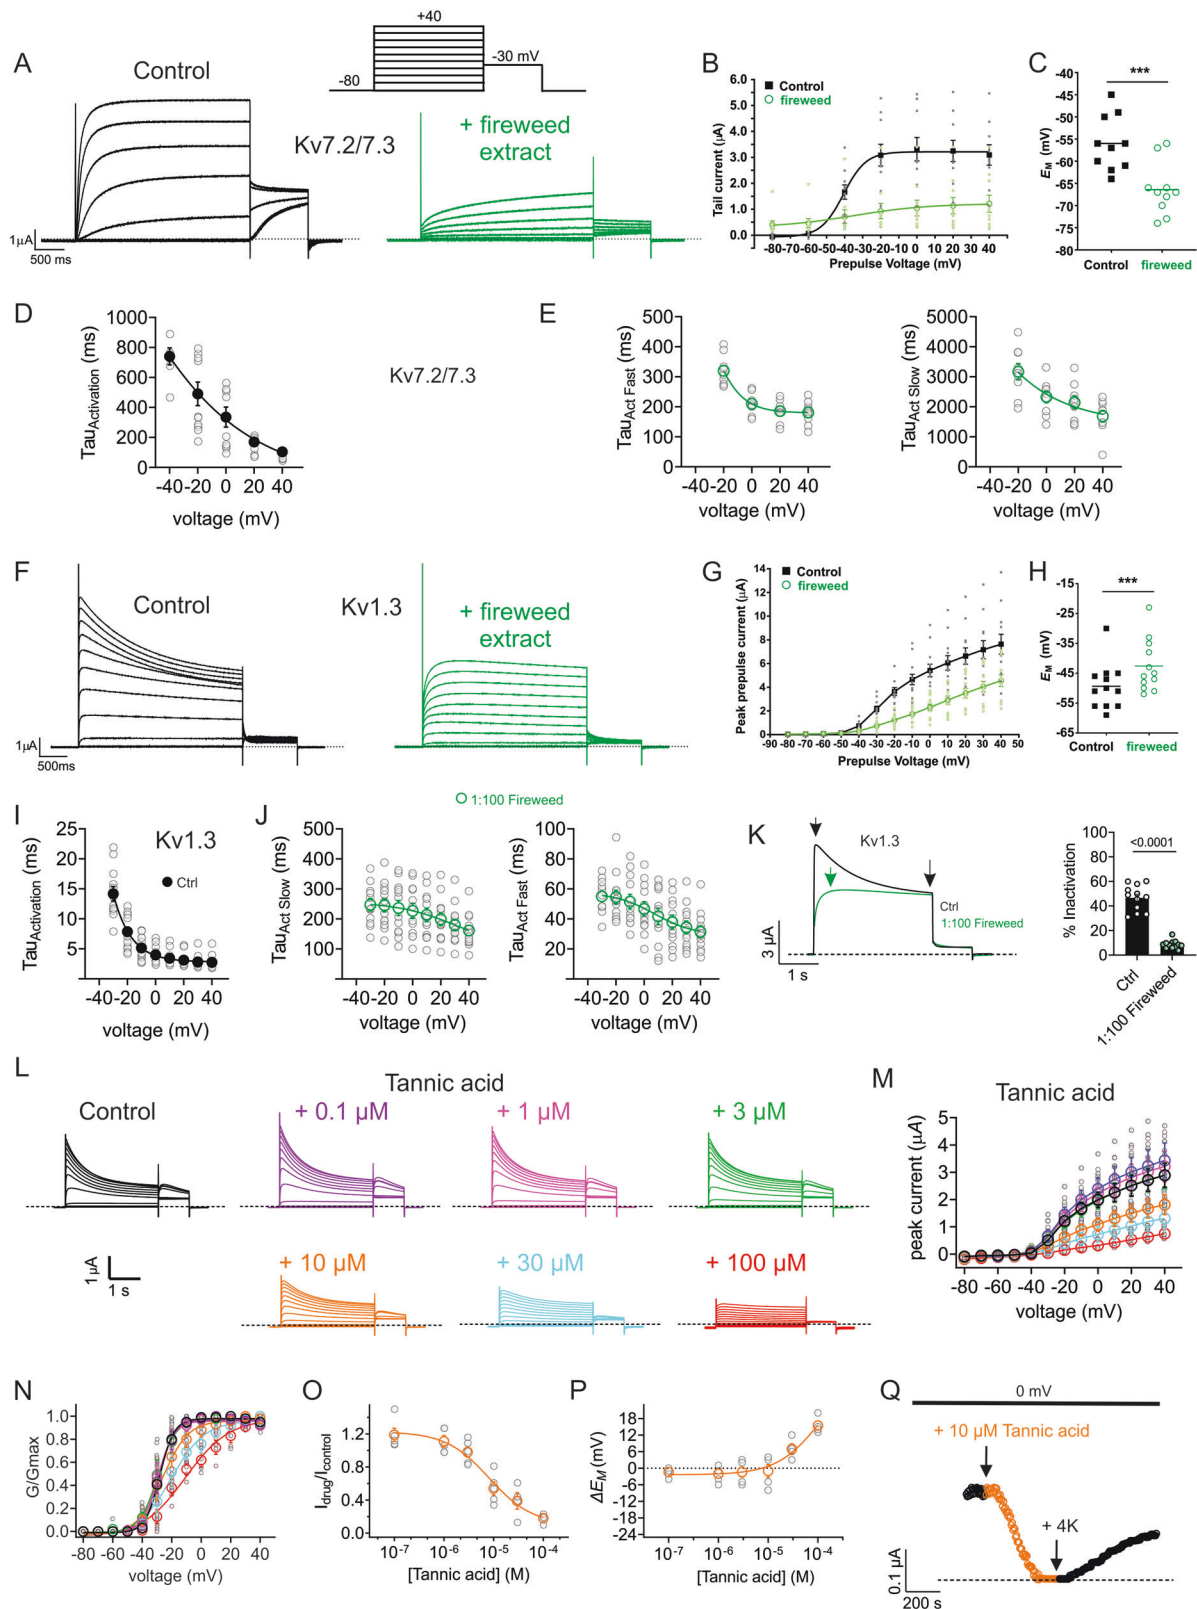 A
Control
+40
-30 mV
-80
Kv7.2/7.3
+ fireweed
extract
1µA
500 ms
B
Control
fireweed
Tail current (µA)
6.0
5.0
4.0
3.0
2.0
1.0
0.0
-80 -70 -60 -50 -40 -30 -20 -10 0 10 20 30 40
Prepulse Voltage (mV)
C
***
EM (mV)
-40
-45
-50
-55
-60
-65
-70
-75
-80
Control fireweed
D
TauActivation (ms)
1000
800
600
400
200
0
-40 -20 0 20 40
voltage (mV)
Kv7.2/7.3
E
TauAct Fast (ms)
500
400
300
200
100
0
-40 -20 0 20 40
voltage (mV)
TauAct Slow (ms)
5000
4000
3000
2000
1000
0
-40 -20 0 20 40
voltage (mV)
F
Control
Kv1.3
+ fireweed
extract
1µA
500ms
G
Control
fireweed
Peak prepulse current (µA)
14
12
10
8
6
4
2
0
-90 -80 -70 -60 -50 -40 -30 -20 -10 0 10 20 30 40 50
Prepulse Voltage (mV)
H
***
EM (mV)
-15
-25
-35
-45
-55
-65
Control fireweed
I
Kv1.3
Ctrl
TauActivation (ms)
25
20
15
10
5
0
-40 -20 0 20 40
voltage (mV)
1:100 Fireweed
J
TauAct Slow (ms)
500
400
300
200
100
0
-40 -20 0 20 40
voltage (mV)
TauAct Fast (ms)
100
80
60
40
20
0
-40 -20 0 20 40
voltage (mV)
K
Kv1.3
Ctrl
1:100 Fireweed
3 µA
1 s
% Inactivation
100
80
60
40
20
0
<0.0001
Ctrl
1:100 Fireweed
L
Tannic acid
Control
+ 0.1 µM
+ 1 µM
+ 3 µM
1 µA
1 s
+ 10 µM
+ 30 µM
+ 100 µM
M
Tannic acid
peak current (µA)
5
4
3
2
1
0
-80 -60 -40 -20 0 20 40
voltage (mV)
N
G/Gmax
1.0
0.8
0.6
0.4
0.2
0.0
-80 -60 -40 -20 0 20 40
voltage (mV)
O
Idrug/Icontrol
1.2
0.8
0.4
0.0
10-7 10-6 10-5 10-4
[Tannic acid] (M)
P
ΔEM (mV)
18
12
6
0
-6
-12
-18
-24
10-7 10-6 10-5 10-4
[Tannic acid] (M)
Q
0 mV
+ 10 µM Tannic acid
+ 4K
0.1 µA
200 s